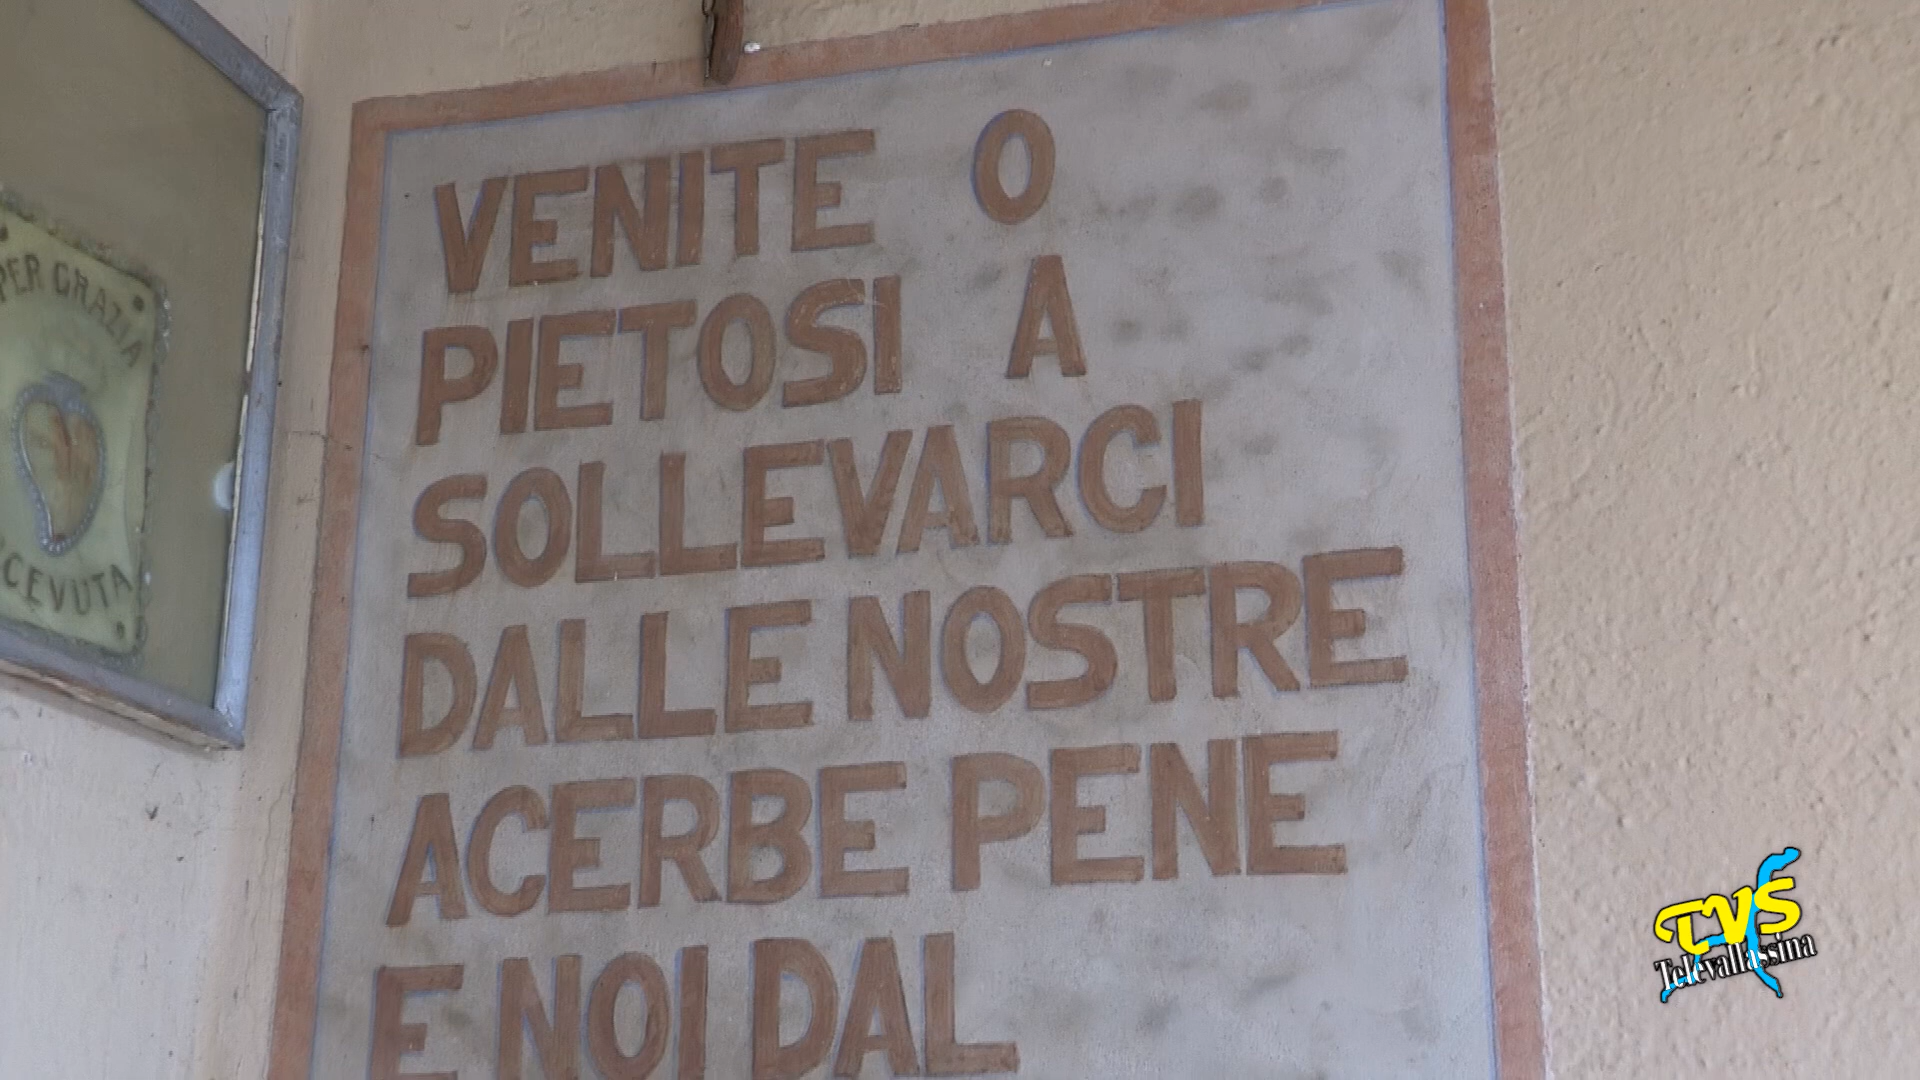 PER GRAZIA
CEVUTA
VENITE O
PIETOSI A
SOLLEVARCI
DALLE NOSTRE
ACERBE PENE
E NOI DAL
TVS
Televallassina